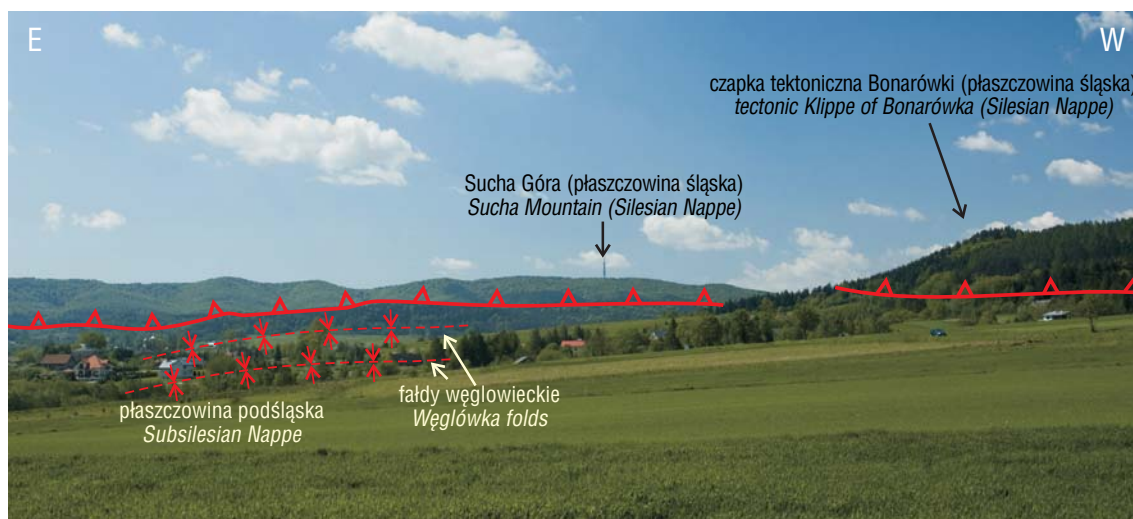 E
W
czapka tektoniczna Bonarówki (płaszczowina śląska)
tectonic Klippe of Bonarówka (Silesian Nappe)
Sucha Góra (płaszczowina śląska)
Sucha Mountain (Silesian Nappe)
fałdy węglowieckie
Węglówka folds
płaszczowina podśląska
Subsilesian Nappe